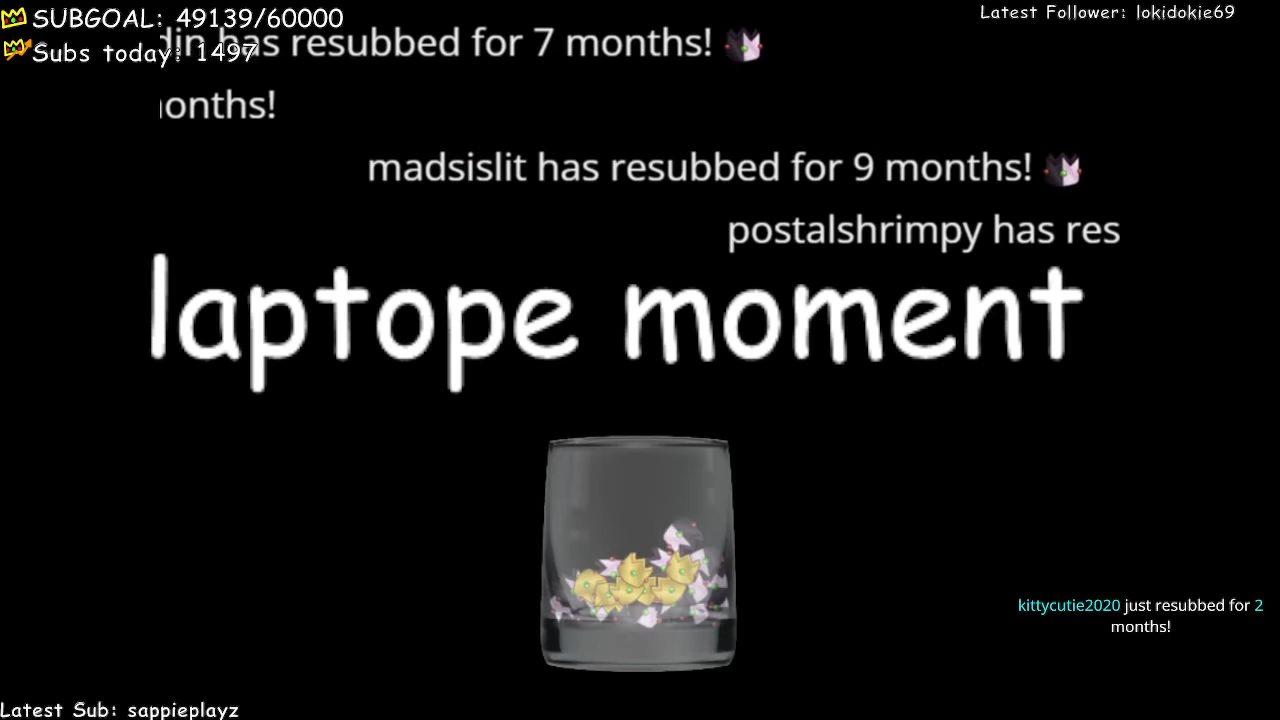 SUBGOAL: 49139/60000
Latest Follower: lokidokie69
din has resubbed for 7 months!
Subs today: 1497
onths!
madsislit has resubbed for 9 months!
postalshrimpy has res
laptope moment
kittycutie2020 just resubbed for 2
months!
Latest Sub: sappieplayz